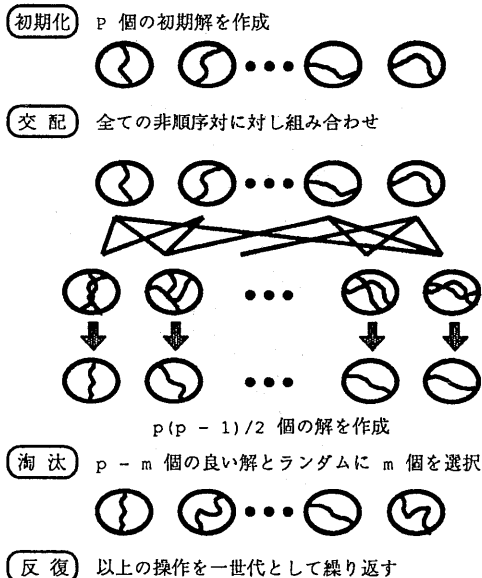 初期化 P 個の初期解を作成
交 配 全ての非順序対に対し組み合わせ
p(p - 1)/2 個の解を作成
淘 汰 p - m 個の良い解とランダムに m 個を選択
反 復 以上の操作を一世代として繰り返す